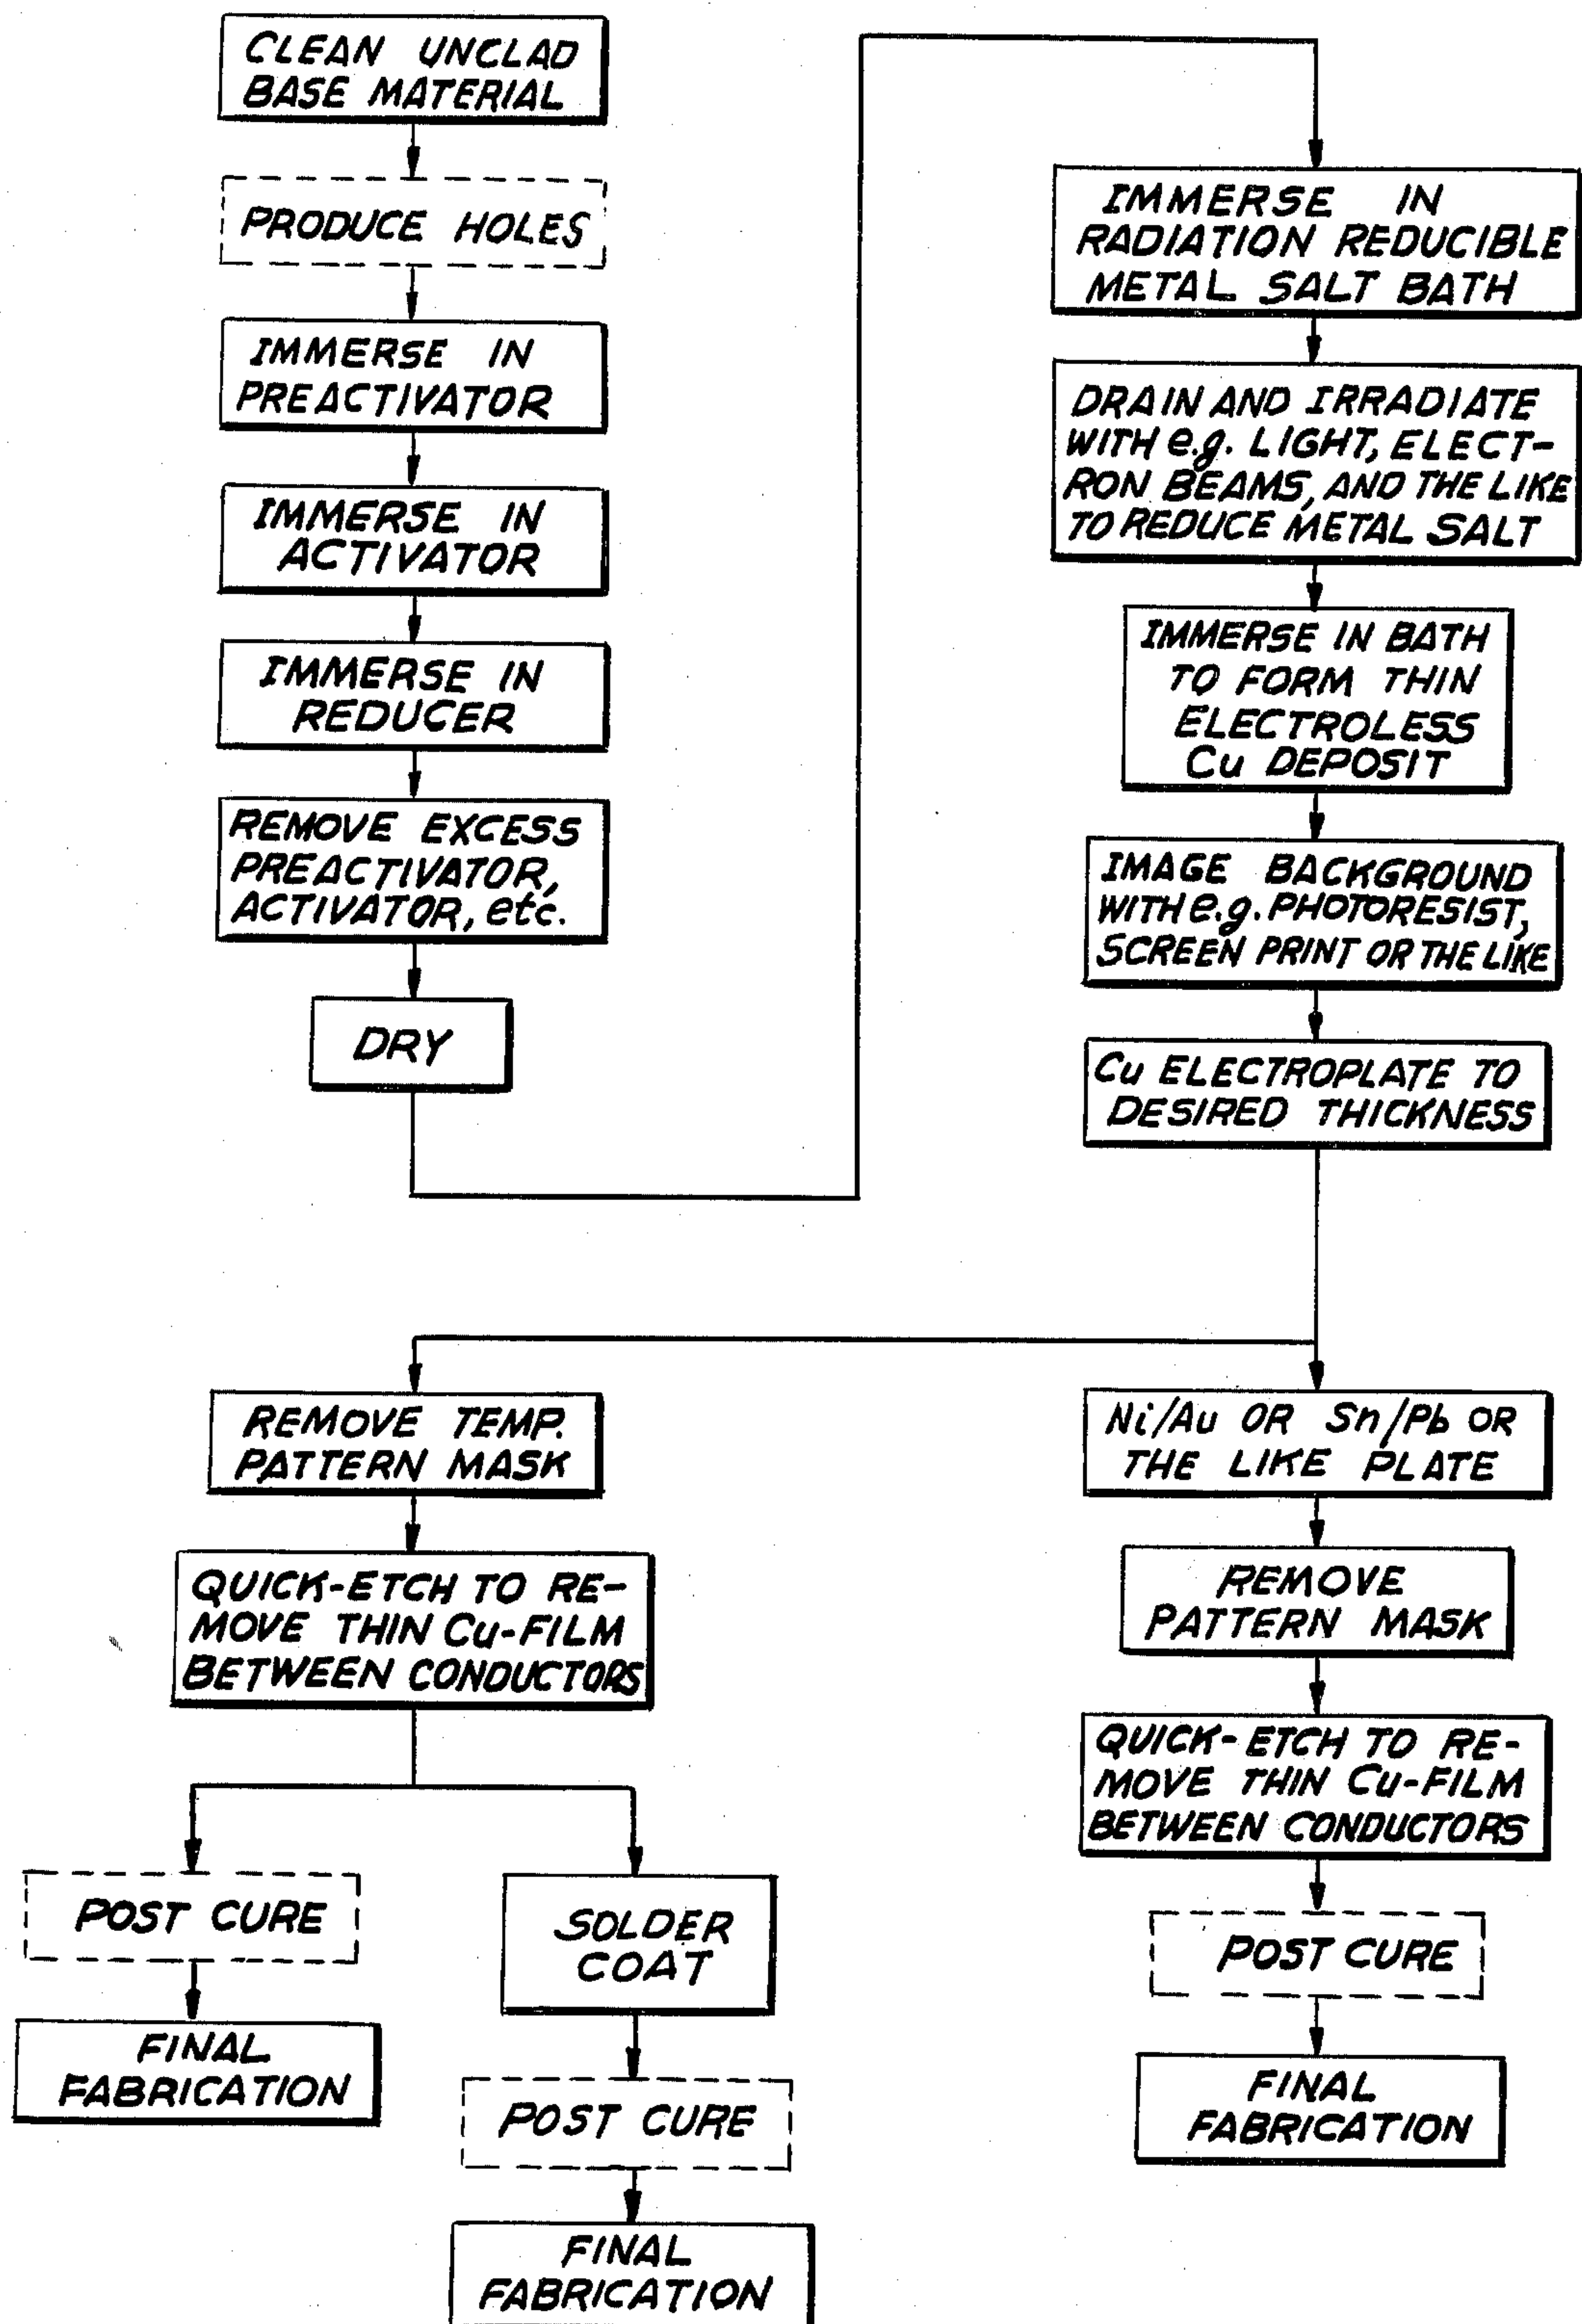 CLEAN UNCLAD
BASE MATERIAL
PRODUCE HOLES
IMMERSE IN
PREACTIVATOR
IMMERSE IN
ACTIVATOR
IMMERSE IN
REDUCER
REMOVE EXCESS
PREACTIVATOR,
ACTIVATOR, etc.
DRY
IMMERSE IN
RADIATION REDUCIBLE
METAL SALT BATH
DRAIN AND IRRADIATE
WITH e.g. LIGHT, ELECT-
RON BEAMS, AND THE LIKE
TO REDUCE METAL SALT
IMMERSE IN BATH
TO FORM THIN
ELECTROLESS
Cu DEPOSIT
IMAGE BACKGROUND
WITH e.g. PHOTORESIST,
SCREEN PRINT OR THE LIKE
Cu ELECTROPLATE TO
DESIRED THICKNESS
REMOVE TEMP.
PATTERN MASK
QUICK-ETCH TO RE-
MOVE THIN Cu-FILM
BETWEEN CONDUCTORS
POST CURE
FINAL
FABRICATION
SOLDER
COAT
POST CURE
FINAL
FABRICATION
Ni/Au OR Sn/Pb OR
THE LIKE PLATE
REMOVE
PATTERN MASK
QUICK-ETCH TO RE-
MOVE THIN Cu-FILM
BETWEEN CONDUCTORS
POST CURE
FINAL
FABRICATION